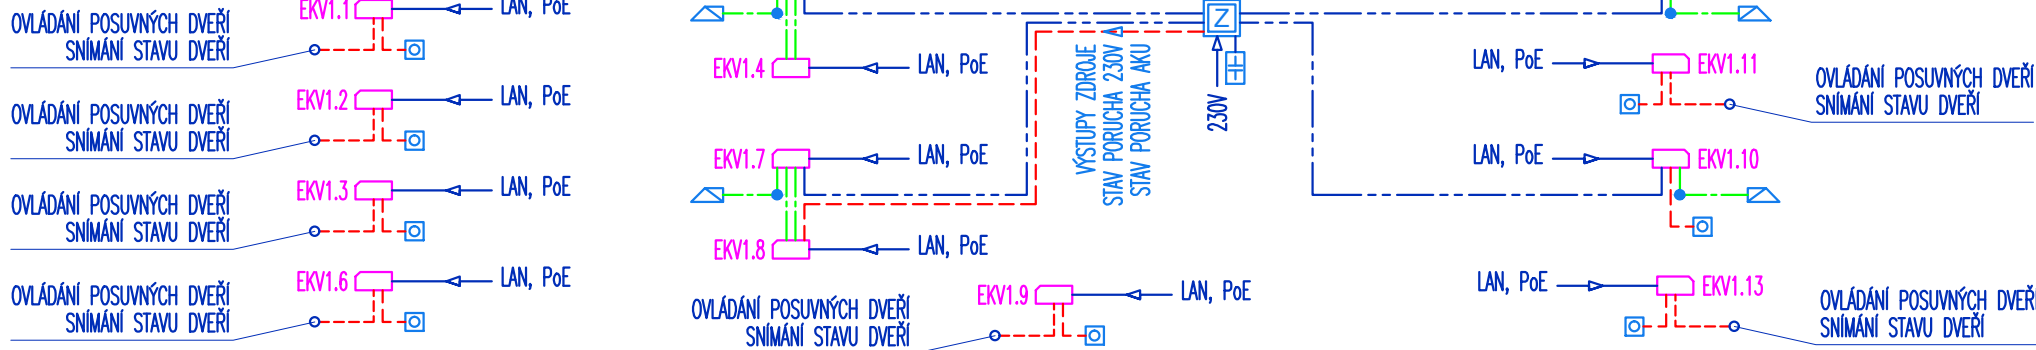 EKV1.1
LAN, PoE
OVLÁDÁNÍ POSUVNÝCH DVEŘÍ
SNÍMÁNÍ STAVU DVEŘÍ
EKV1.2
LAN, PoE
OVLÁDÁNÍ POSUVNÝCH DVEŘÍ
SNÍMÁNÍ STAVU DVEŘÍ
EKV1.3
LAN, PoE
OVLÁDÁNÍ POSUVNÝCH DVEŘÍ
SNÍMÁNÍ STAVU DVEŘÍ
EKV1.6
LAN, PoE
OVLÁDÁNÍ POSUVNÝCH DVEŘÍ
SNÍMÁNÍ STAVU DVEŘÍ
EKV1.4
LAN, PoE
EKV1.7
LAN, PoE
EKV1.8
LAN, PoE
EKV1.9
LAN, PoE
OVLÁDÁNÍ POSUVNÝCH DVEŘÍ
SNÍMÁNÍ STAVU DVEŘÍ
Z
VÝSTUPY ZDROJE
STAV PORUCHA 230V
STAV PORUCHA AKU
230V
LAN, PoE
EKV1.11
OVLÁDÁNÍ POSUVNÝCH DVEŘÍ
SNÍMÁNÍ STAVU DVEŘÍ
LAN, PoE
EKV1.10
LAN, PoE
EKV1.13
OVLÁDÁNÍ POSUVNÝCH DVEŘÍ
SNÍMÁNÍ STAVU DVEŘÍ